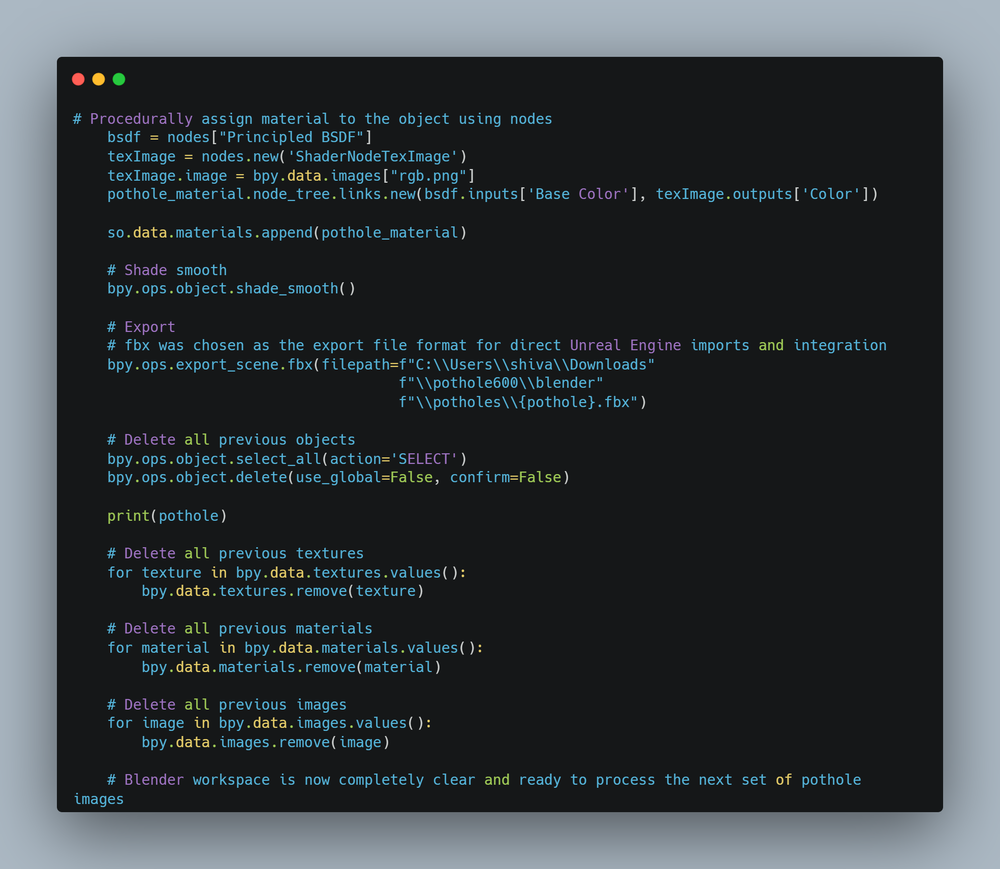 # Procedurally assign material to the object using nodes
    bsdf = nodes["Principled BSDF"]
    texImage = nodes.new('ShaderNodeTexImage')
    texImage.image = bpy.data.images["rgb.png"]
    pothole_material.node_tree.links.new(bsdf.inputs['Base Color'], texImage.outputs['Color'])

    so.data.materials.append(pothole_material)

    # Shade smooth
    bpy.ops.object.shade_smooth()

    # Export
    # fbx was chosen as the export file format for direct Unreal Engine imports and integration
    bpy.ops.export_scene.fbx(filepath=f"C:\\Users\\shiva\\Downloads"
                                      f"\\pothole600\\blender"
                                      f"\\potholes\\{pothole}.fbx")

    # Delete all previous objects
    bpy.ops.object.select_all(action='SELECT')
    bpy.ops.object.delete(use_global=False, confirm=False)

    print(pothole)

    # Delete all previous textures
    for texture in bpy.data.textures.values():
        bpy.data.textures.remove(texture)

    # Delete all previous materials
    for material in bpy.data.materials.values():
        bpy.data.materials.remove(material)

    # Delete all previous images
    for image in bpy.data.images.values():
        bpy.data.images.remove(image)

    # Blender workspace is now completely clear and ready to process the next set of pothole
images